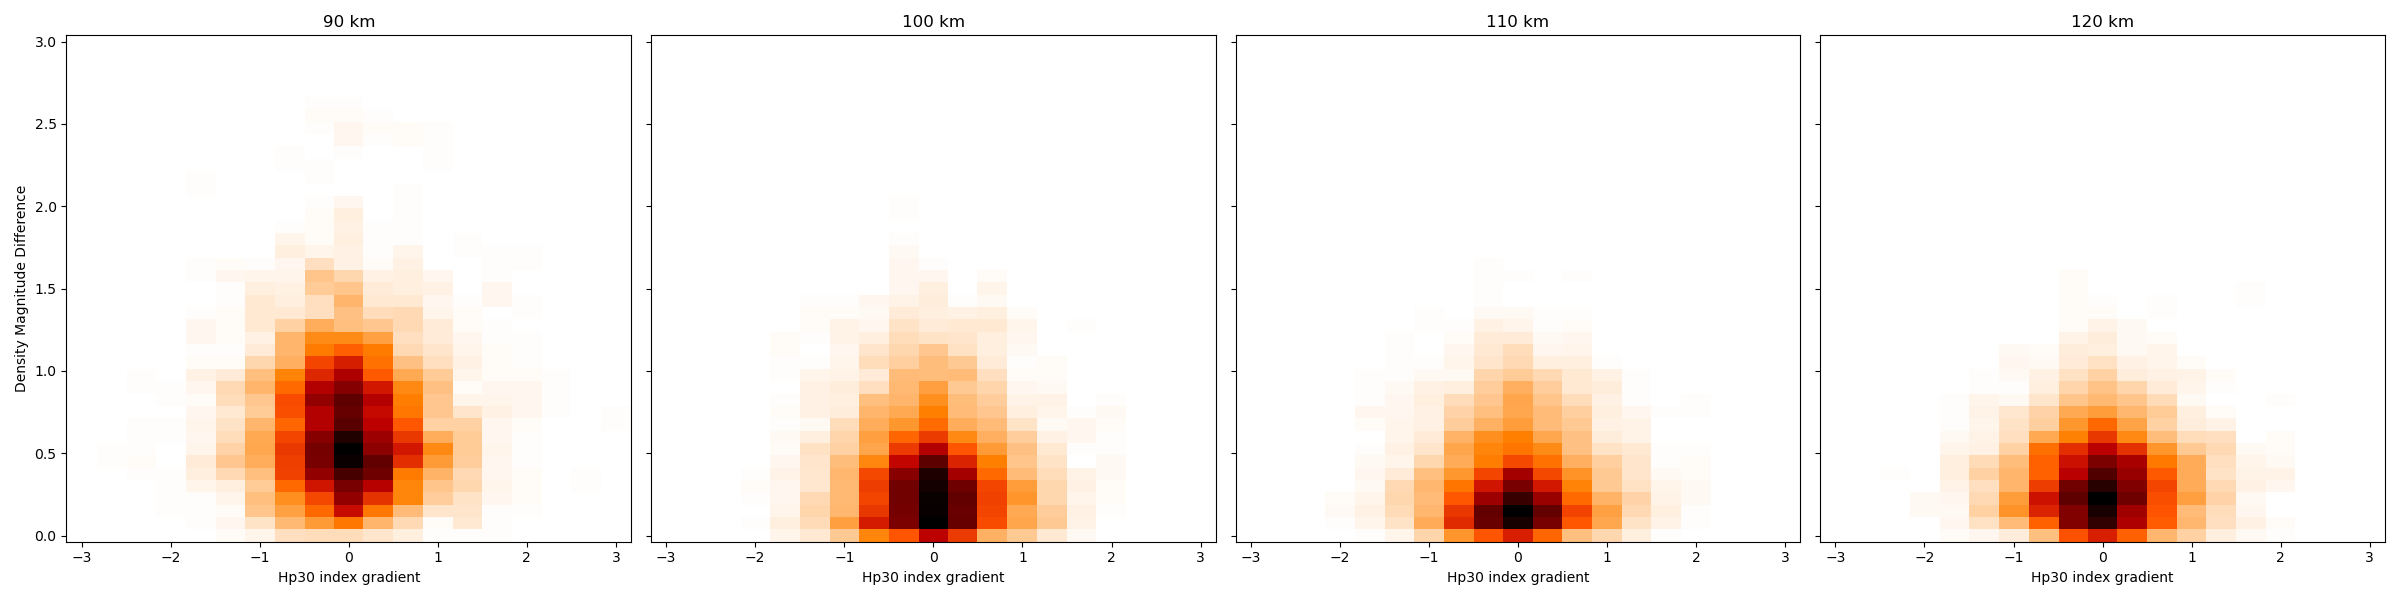 90 km
100 km
110 km
120 km
Density Magnitude Difference
3.0
2.5
2.0
1.5
1.0
0.5
0.0
−3 −2 −1 0 1 2 3
−3 −2 −1 0 1 2 3
−3 −2 −1 0 1 2 3
−3 −2 −1 0 1 2 3
Hp30 index gradient
Hp30 index gradient
Hp30 index gradient
Hp30 index gradient